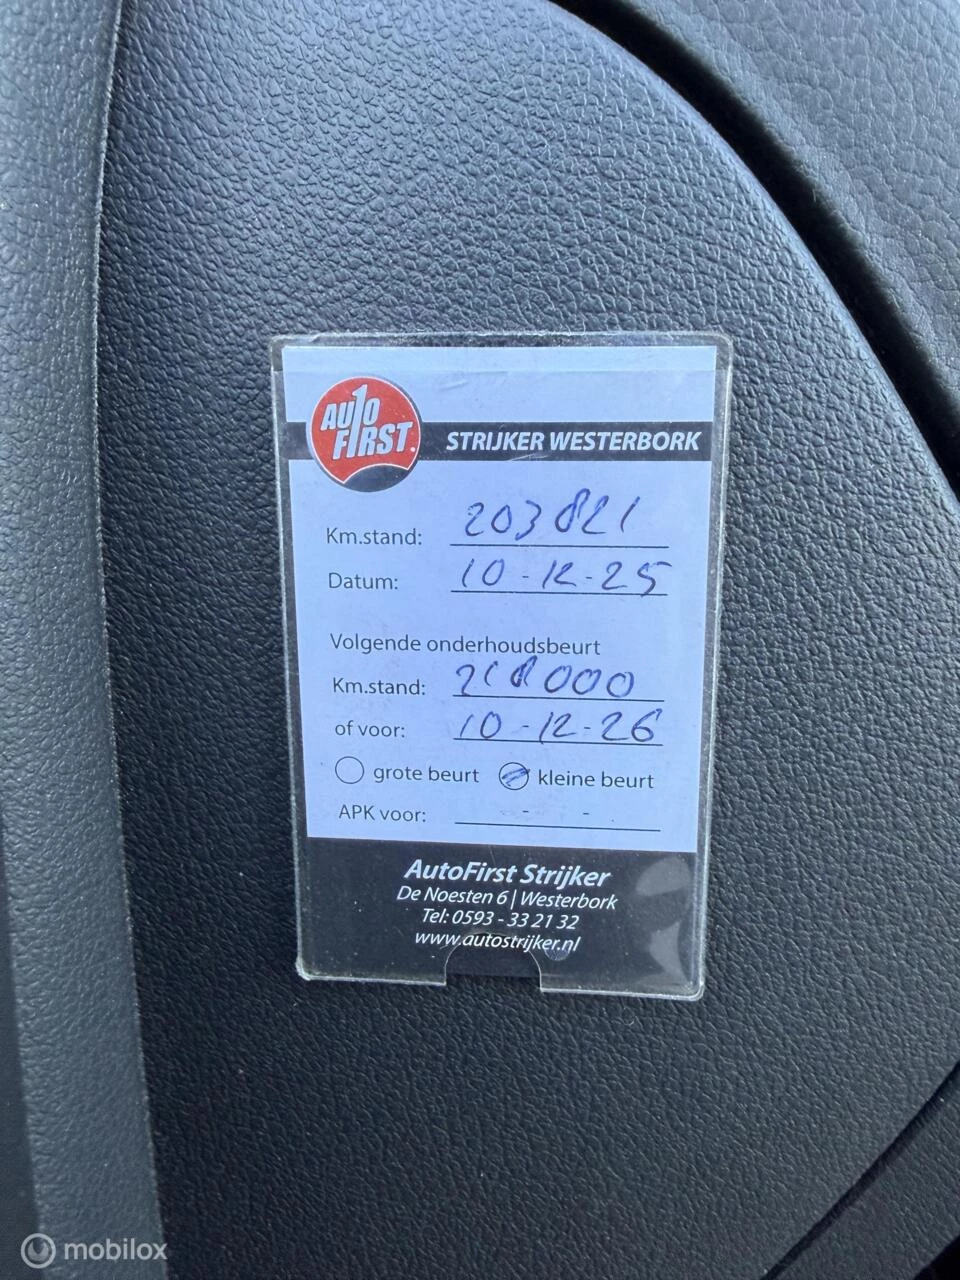 AUTO FIRST.
STRIJKER WESTERBORK
Km.stand: 203821
Datum: 10-12-25
Volgende onderhoudsbeurt
Km.stand: 218000
of voor: 10-12-26
grote beurt kleine beurt
APK voor: - -
AutoFirst Strijker
De Noesten 6 | Westerbork
Tel: 0593 - 33 21 32
www.autostrijker.nl
mobilox